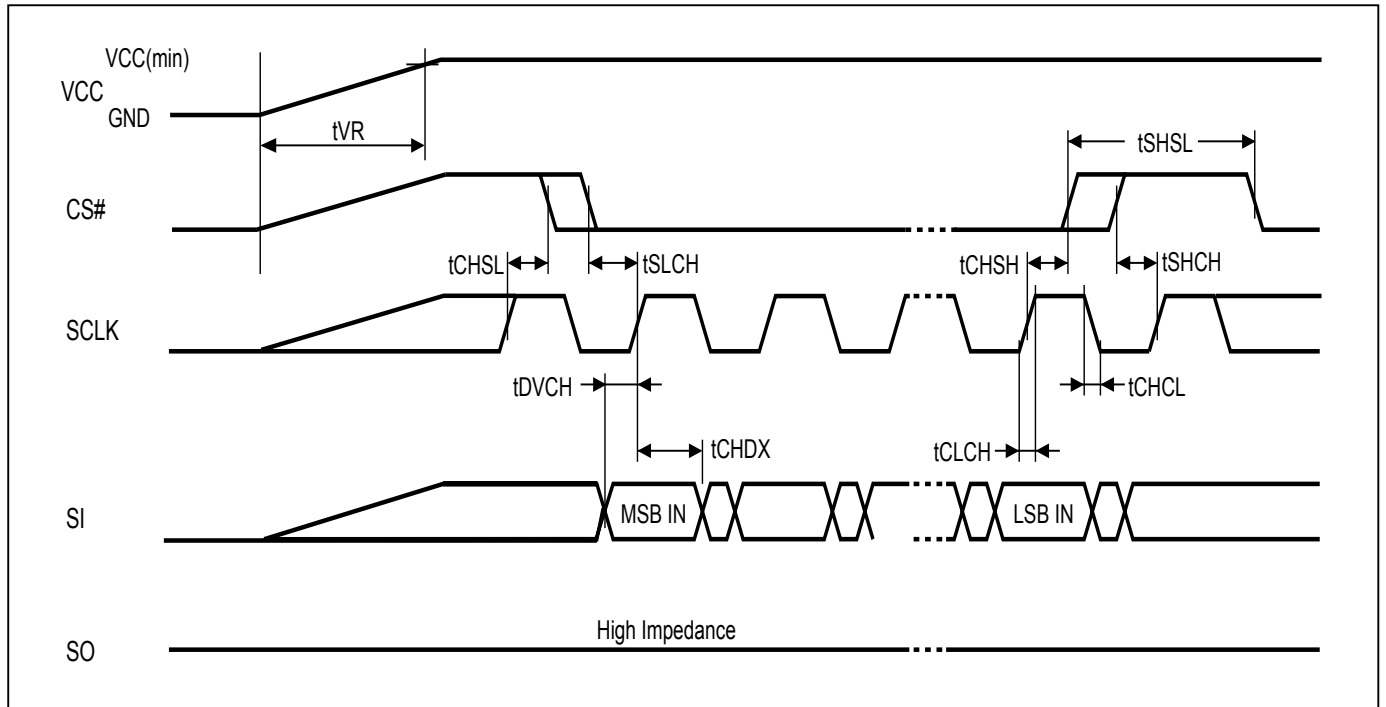 VCC(min)
VCC
GND
tVR
tSHSL
CS#
tCHSL
tSLCH
tCHSH
tSHCH
SCLK
tDVCH
tCHCL
tCHDX
tCLCH
SI
MSB IN
LSB IN
High Impedance
SO